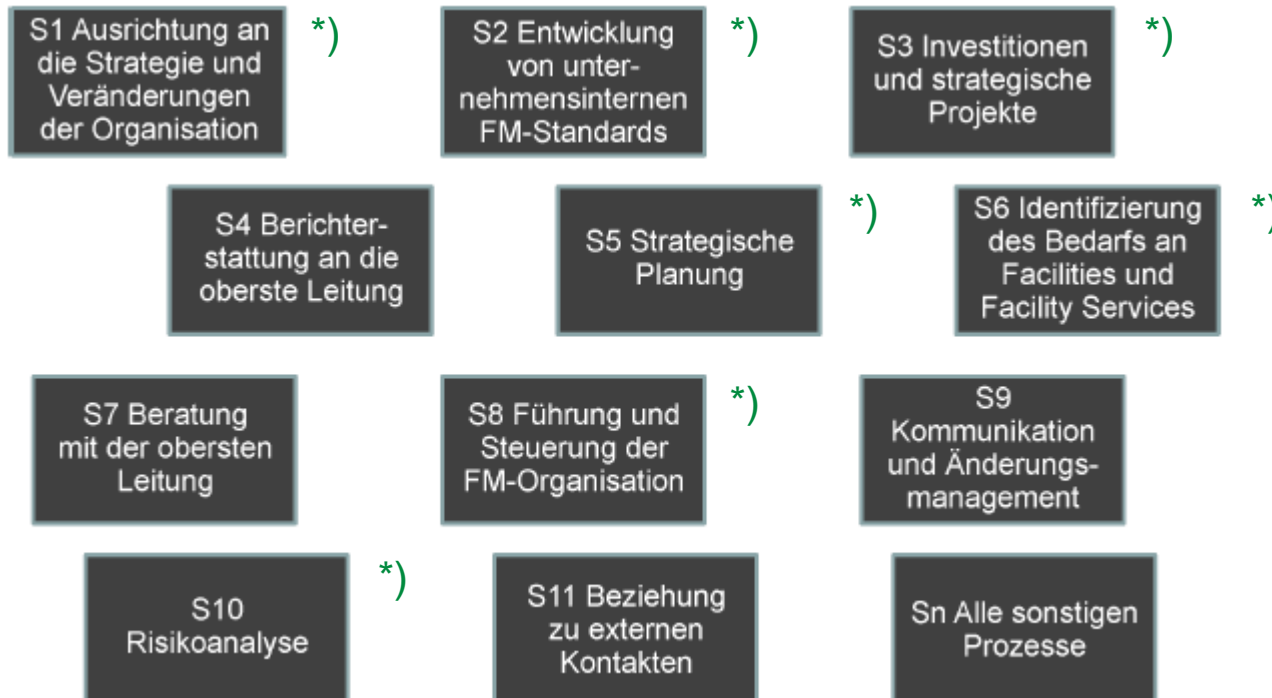 S1 Ausrichtung an
die Strategie und
Veränderungen
der Organisation
*)
S2 Entwicklung
von unter-
nehmensinternen
FM-Standards
*)
S3 Investitionen
und strategische
Projekte
*)
S4 Berichter-
stattung an die
oberste Leitung
S5 Strategische
Planung
*)
S6 Identifizierung
des Bedarfs an
Facilities und
Facility Services
*)
S7 Beratung
mit der obersten
Leitung
S8 Führung und
Steuerung der
FM-Organisation
*)
S9
Kommunikation
und Änderungs-
management
S10
Risikoanalyse
*)
S11 Beziehung
zu externen
Kontakten
Sn Alle sonstigen
Prozesse